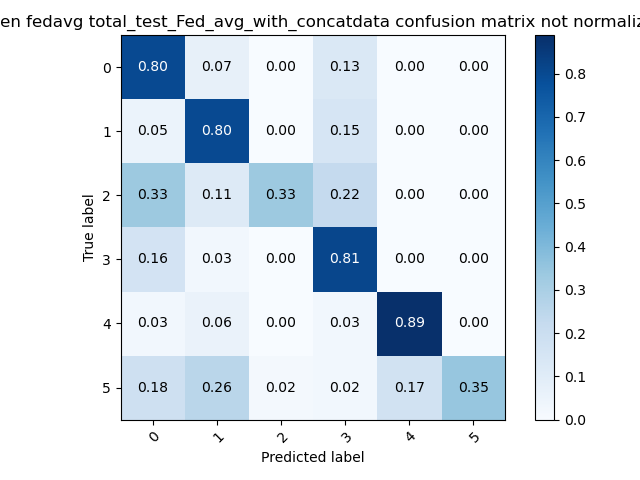 en fedavg total_test_Fed_avg_with_concatdata confusion matrix not normaliz
True label
0 0.80 0.07 0.00 0.13 0.00 0.00
1 0.05 0.80 0.00 0.15 0.00 0.00
2 0.33 0.11 0.33 0.22 0.00 0.00
3 0.16 0.03 0.00 0.81 0.00 0.00
4 0.03 0.06 0.00 0.03 0.89 0.00
5 0.18 0.26 0.02 0.02 0.17 0.35
0 1 2 3 4 5
Predicted label
0.8
0.7
0.6
0.5
0.4
0.3
0.2
0.1
0.0